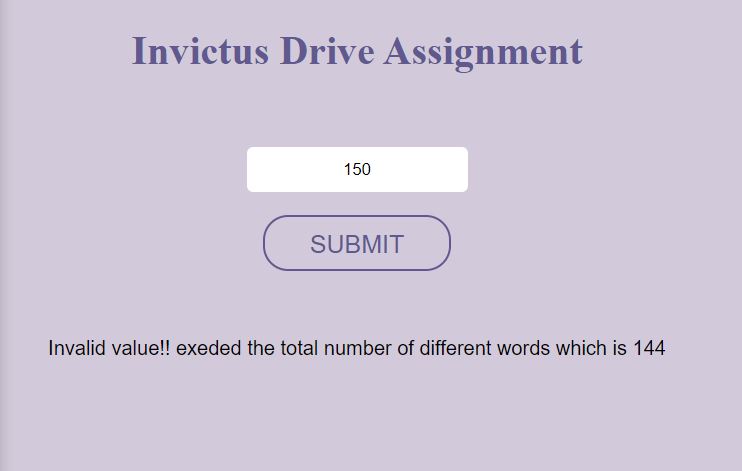 Invictus Drive Assignment
150
SUBMIT
Invalid value!! exeded the total number of different words which is 144